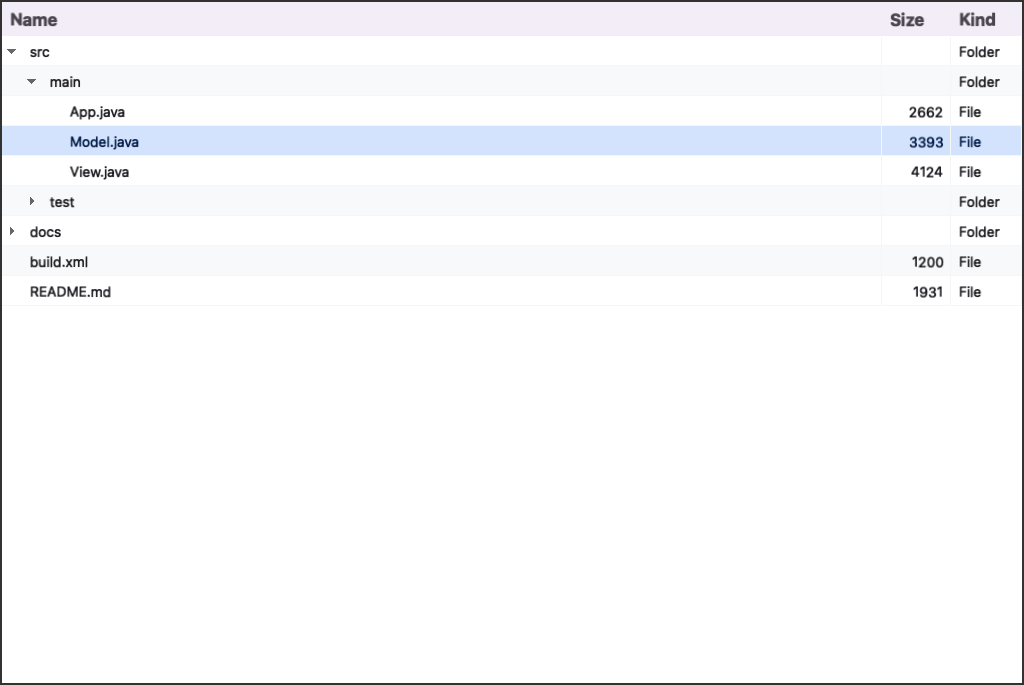 Name Size Kind
src Folder
main Folder
App.java 2662 File
Model.java 3393 File
View.java 4124 File
test Folder
docs Folder
build.xml 1200 File
README.md 1931 File